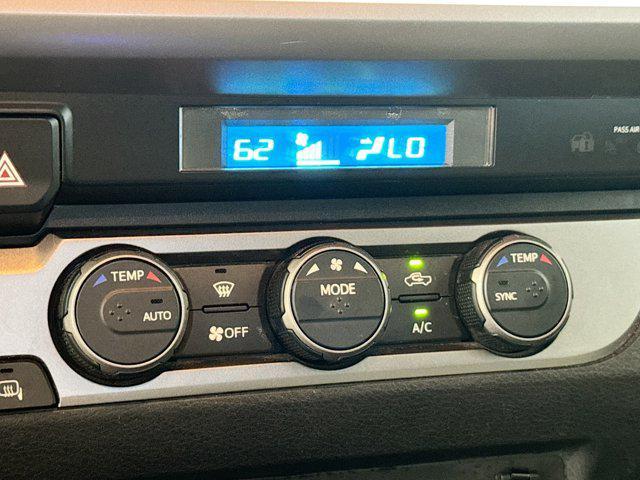 PASS AIR
62 LO
TEMP
AUTO
OFF
MODE
A/C
TEMP
SYNC